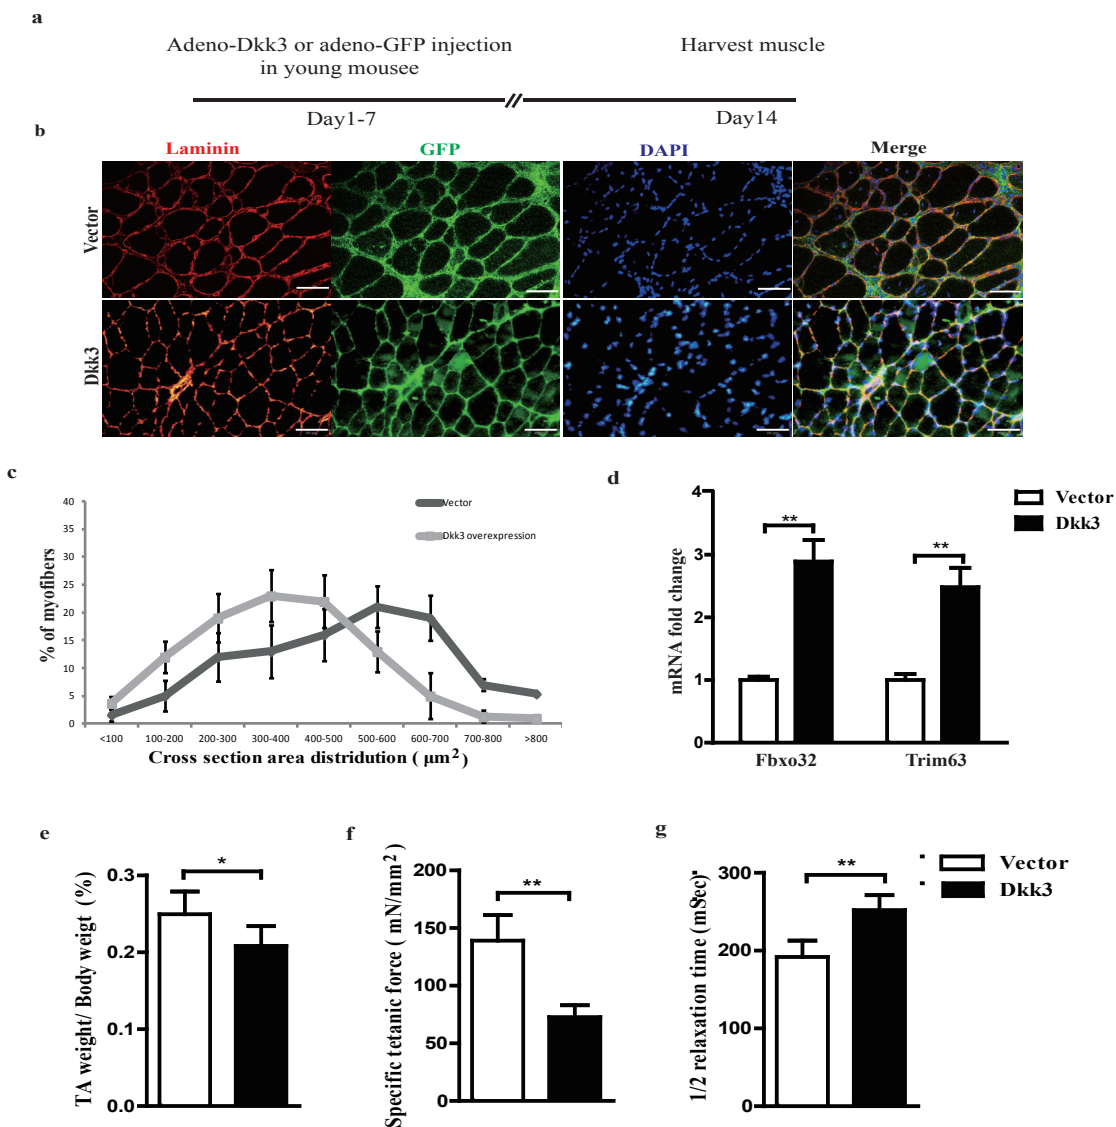 a
Adeno-Dkk3 or adeno-GFP injection
in young mousee
Harvest muscle
Day1-7
Day14
b
Laminin
GFP
DAPI
Merge
Vector
Dkk3
c
Vector
Dkk3 overexpression
40
35
30
25
20
15
10
5
0
% of myofibers
<100 100-200 200-300 300-400 400-500 500-600 600-700 700-800 >800
Cross section area distridution ( µm²)
d
Vector
Dkk3
4
3
2
1
0
mRNA fold change
**
**
Fbxo32
Trim63
e
TA weight/ Body weigt (%)
0.3
0.2
0.1
0.0
*
f
Specific tetanic force ( mN/mm²)
200
150
100
50
0
**
g
1/2 relaxation time (mSec)
300
200
100
0
**
Vector
Dkk3